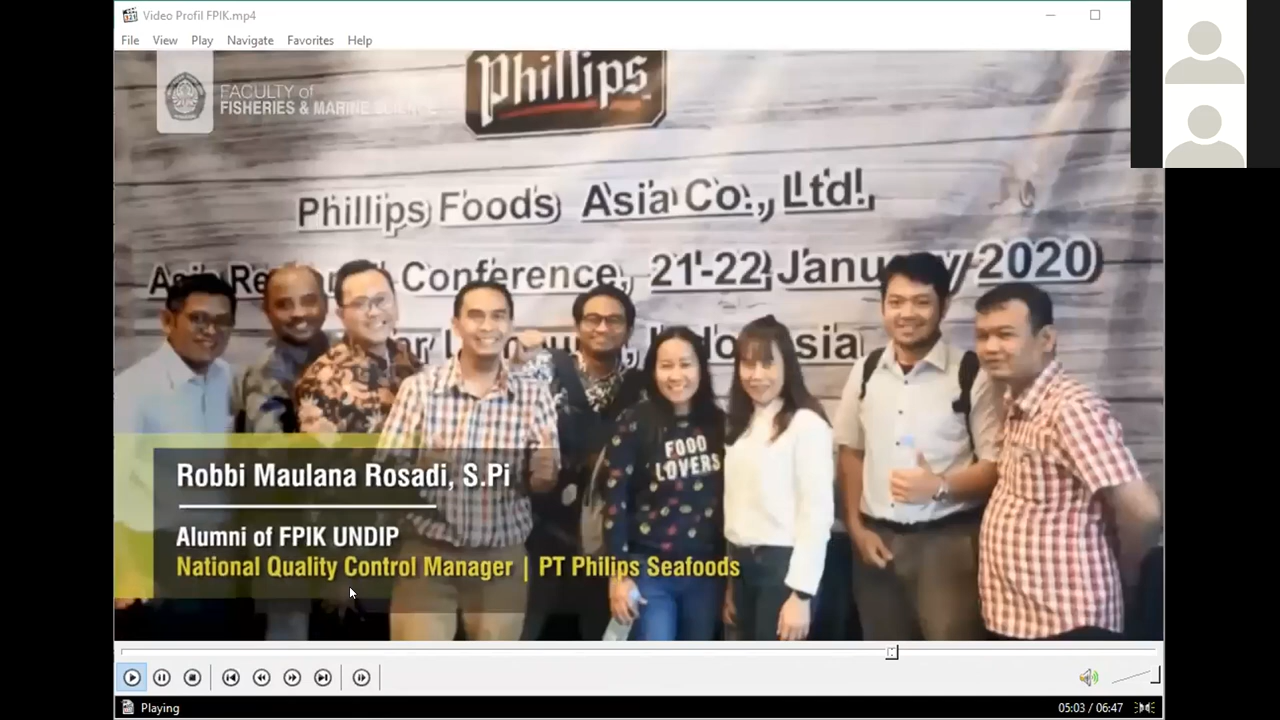 Video Profil FPIK.mp4
File View Play Navigate Favorites Help
FACULTY of
FISHERIES & MARINE SCIENCE
Phillips
Phillips Foods Asia Co., Ltd.,
Conference, 21-22, January 2020
FOOD
LOVERS
Robbi Maulana Rosadi, S.Pi
Alumni of FPIK UNDIP
National Quality Control Manager | PT Philips Seafoods
Playing
05:03 / 06:47